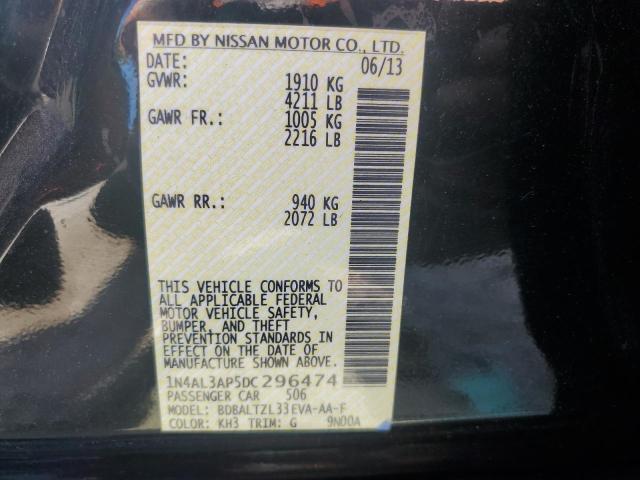 MFD BY NISSAN MOTOR CO., LTD.
DATE: 06/13
GVWR: 1910 KG
4211 LB
GAWR FR.: 1005 KG
2216 LB
GAWR RR.: 940 KG
2072 LB
THIS VEHICLE CONFORMS TO
ALL APPLICABLE FEDERAL
MOTOR VEHICLE SAFETY,
BUMPER, AND THEFT
PREVENTION STANDARDS IN
EFFECT ON THE DATE OF
MANUFACTURE SHOWN ABOVE.
1N4AL3AP5DC296474
PASSENGER CAR 506
MODEL: BDBALTZL33EVA-AA-F
COLOR: KH3 TRIM: G 9N00A